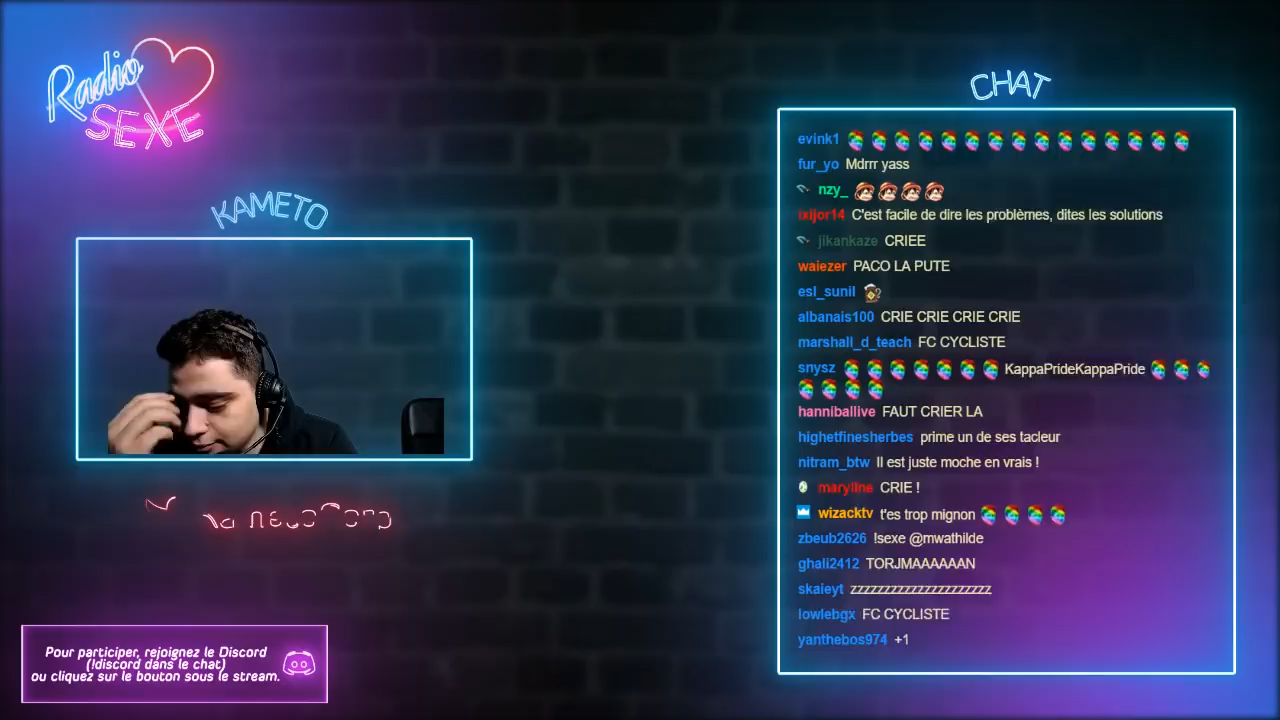 Radio
SEXE
KAMETO
Pour participer, rejoignez le Discord
(!discord dans le chat)
ou cliquez sur le bouton sous le stream.
CHAT
evink1
fur_yo Mdrrr yass
nzy_
ixijor14 C'est facile de dire les problèmes, dites les solutions
jikankaze CRIEE
waiezer PACO LA PUTE
esl_sunil
albanais100 CRIE CRIE CRIE CRIE
marshall_d_teach FC CYCLISTE
snysz KappaPrideKappaPride
hanniballive FAUT CRIER LA
highetfinesherbes prime un de ses tacleur
nitram_btw Il est juste moche en vrais !
maryline CRIE !
wizacktv t'es trop mignon
zbeub2626 !sexe @mwathilde
ghali2412 TORJMAAAAAAN
skaieyt zzzzzzzzzzzzzzzzzzzzzz
lowlebgx FC CYCLISTE
yanthebos974 +1